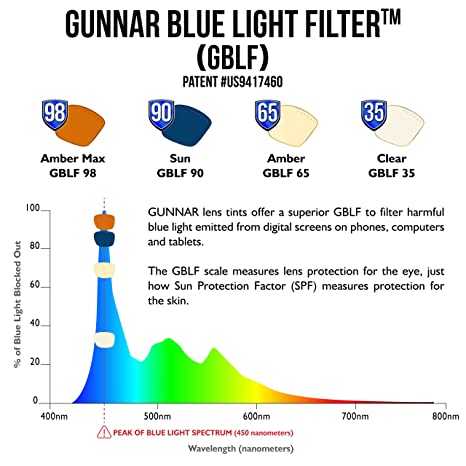 GUNNAR BLUE LIGHT FILTER™
(GBLF)
PATENT #US9417460
98 90 65 35
Amber Max Sun Amber Clear
GBLF 98 GBLF 90 GBLF 65 GBLF 35
GUNNAR lens tints offer a superior GBLF to filter harmful
blue light emitted from digital screens on phones, computers
and tablets.
The GBLF scale measures lens protection for the eye, just
how Sun Protection Factor (SPF) measures protection for
the skin.
% of Blue Light Blocked Out
100
80
60
40
20
0
400nm 500nm 600nm 700nm 800nm
PEAK OF BLUE LIGHT SPECTRUM (450 nanometers)
Wavelength (nanometers)